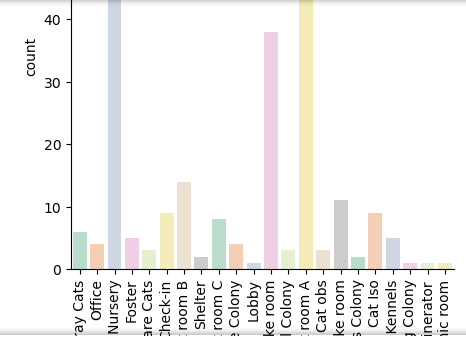 40
30
20
10
0
count
ray Cats
Office
Nursery
Foster
are Cats
Check-in
room B
Shelter
room C
e Colony
Lobby
ke room
l Colony
room A
Cat obs
ke room
s Colony
Cat Iso
Kennels
g Colony
inerator
ic room